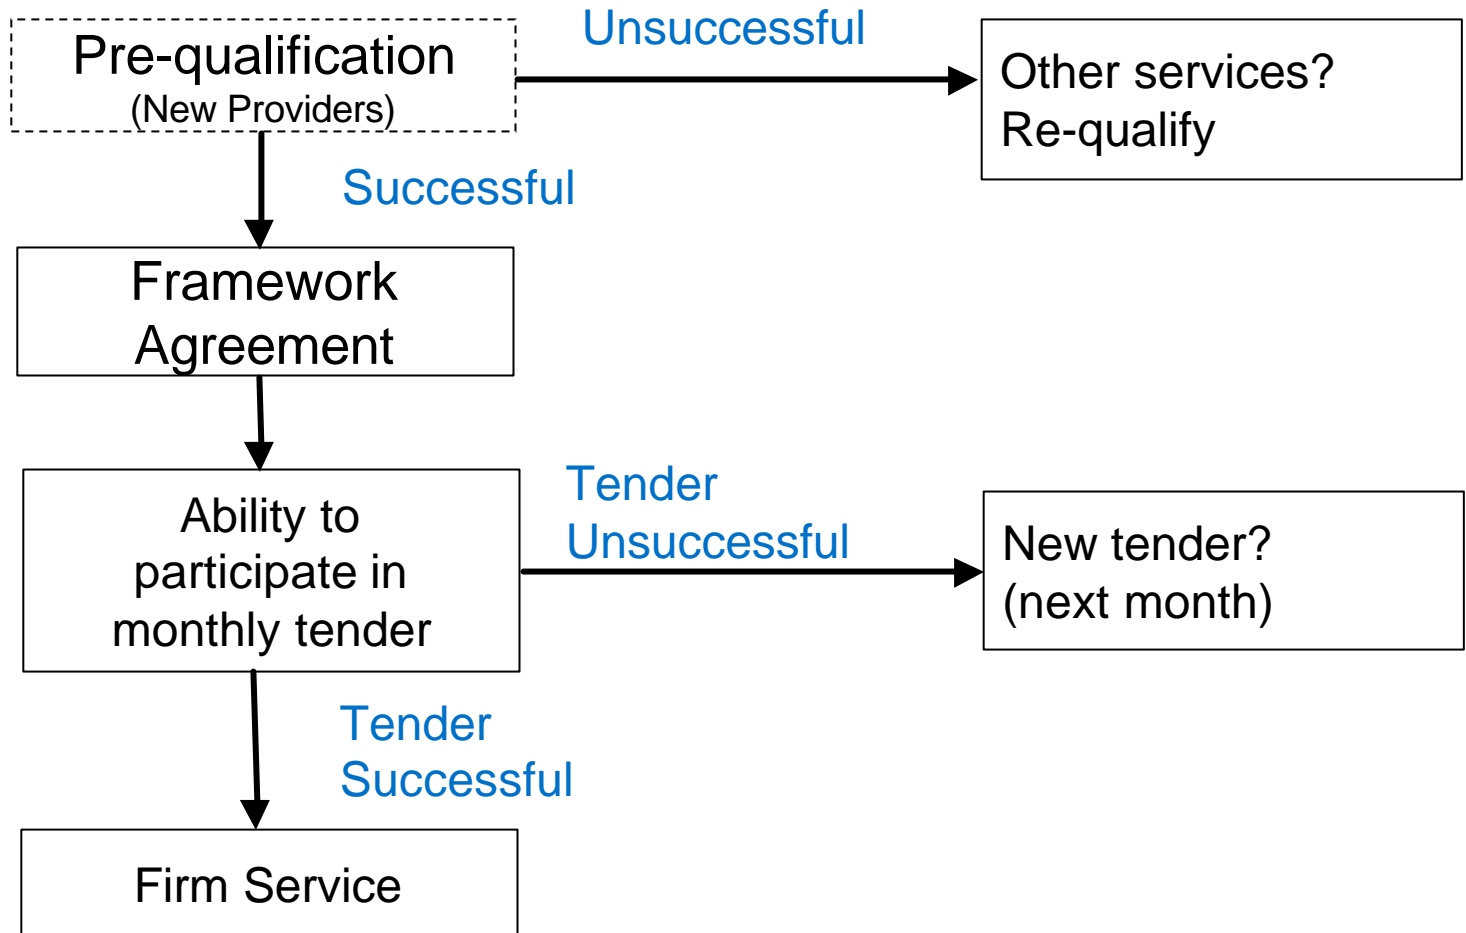 Pre-qualification
(New Providers)
Unsuccessful
Other services?
Re-qualify
Successful
Framework
Agreement
Ability to
participate in
monthly tender
Tender
Unsuccessful
New tender?
(next month)
Tender
Successful
Firm Service